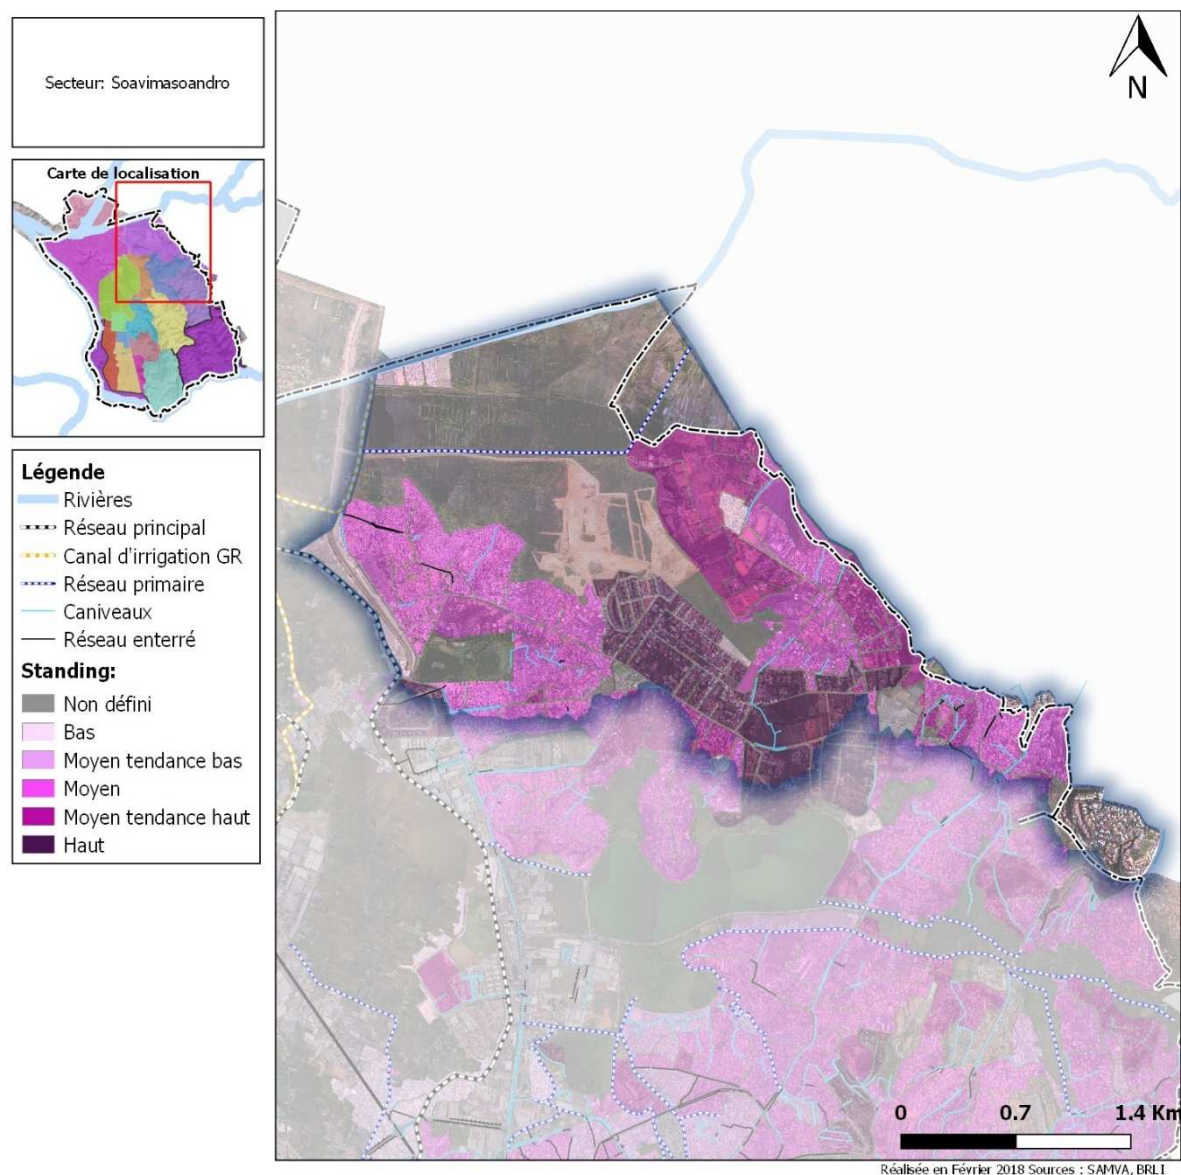 Secteur: Soavimasoandro
Carte de localisation
Légende
Rivières
Réseau principal
Canal d'irrigation GR
Réseau primaire
Caniveaux
Réseau enterré
Standing:
Non défini
Bas
Moyen tendance bas
Moyen
Moyen tendance haut
Haut
N
0 0.7 1.4 Km
Réalisée en Février 2018 Sources : SAMVA, BRLI